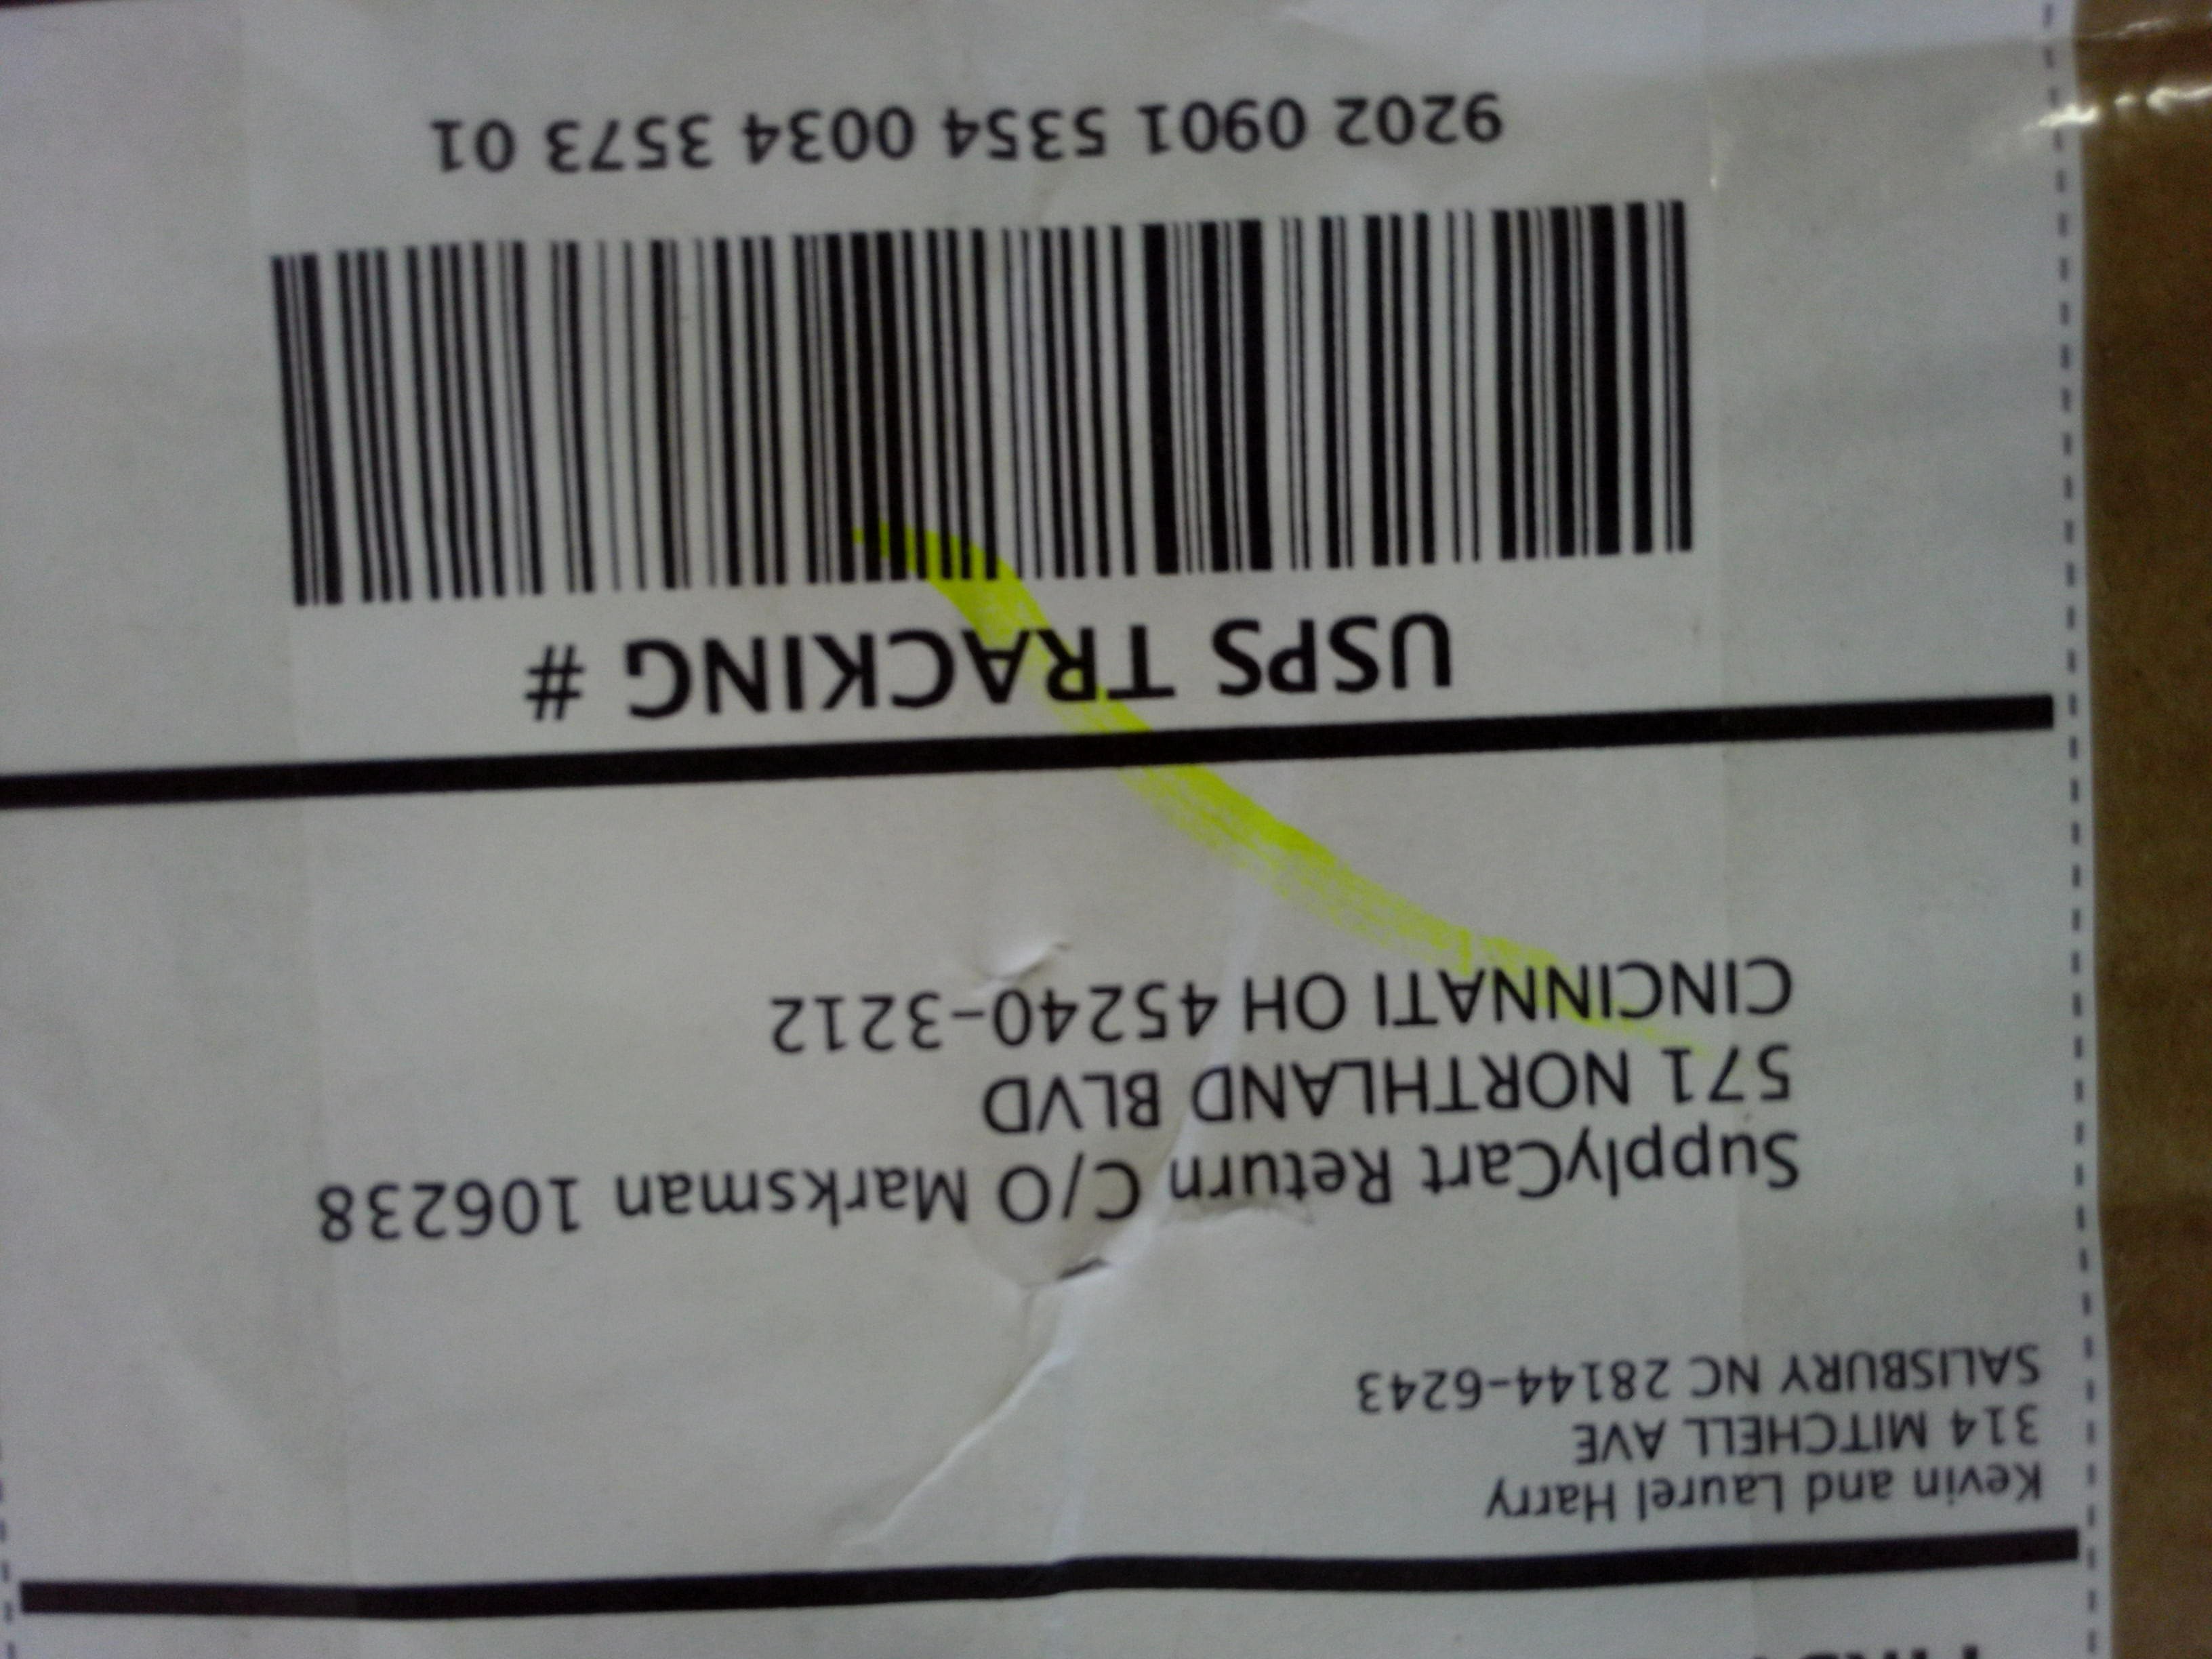 Kevin and Laurel Harry
314 MITCHELL AVE
SALISBURY NC 28144-6243
SupplyCart Return C/O Marksman 106238
571 NORTHLAND BLVD
CINCINNATI OH 45240-3212
USPS TRACKING #
9202 0901 5354 0034 3573 01